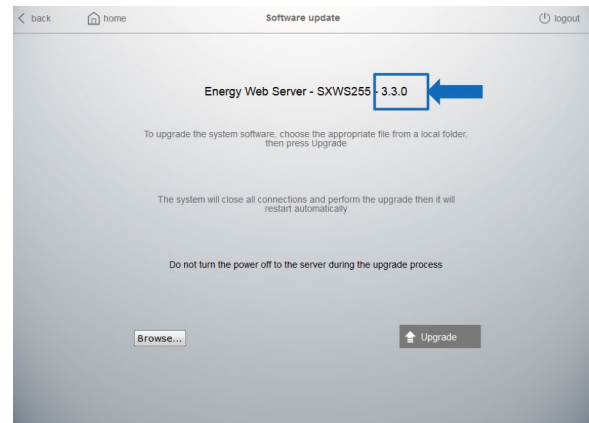 back home Software update logout
Energy Web Server - SXWS255 - 3.3.0
To upgrade the system software, choose the appropriate file from a local folder,
then press Upgrade
The system will close all connections and perform the upgrade then it will
restart automatically
Do not turn the power off to the server during the upgrade process
Browse... Upgrade